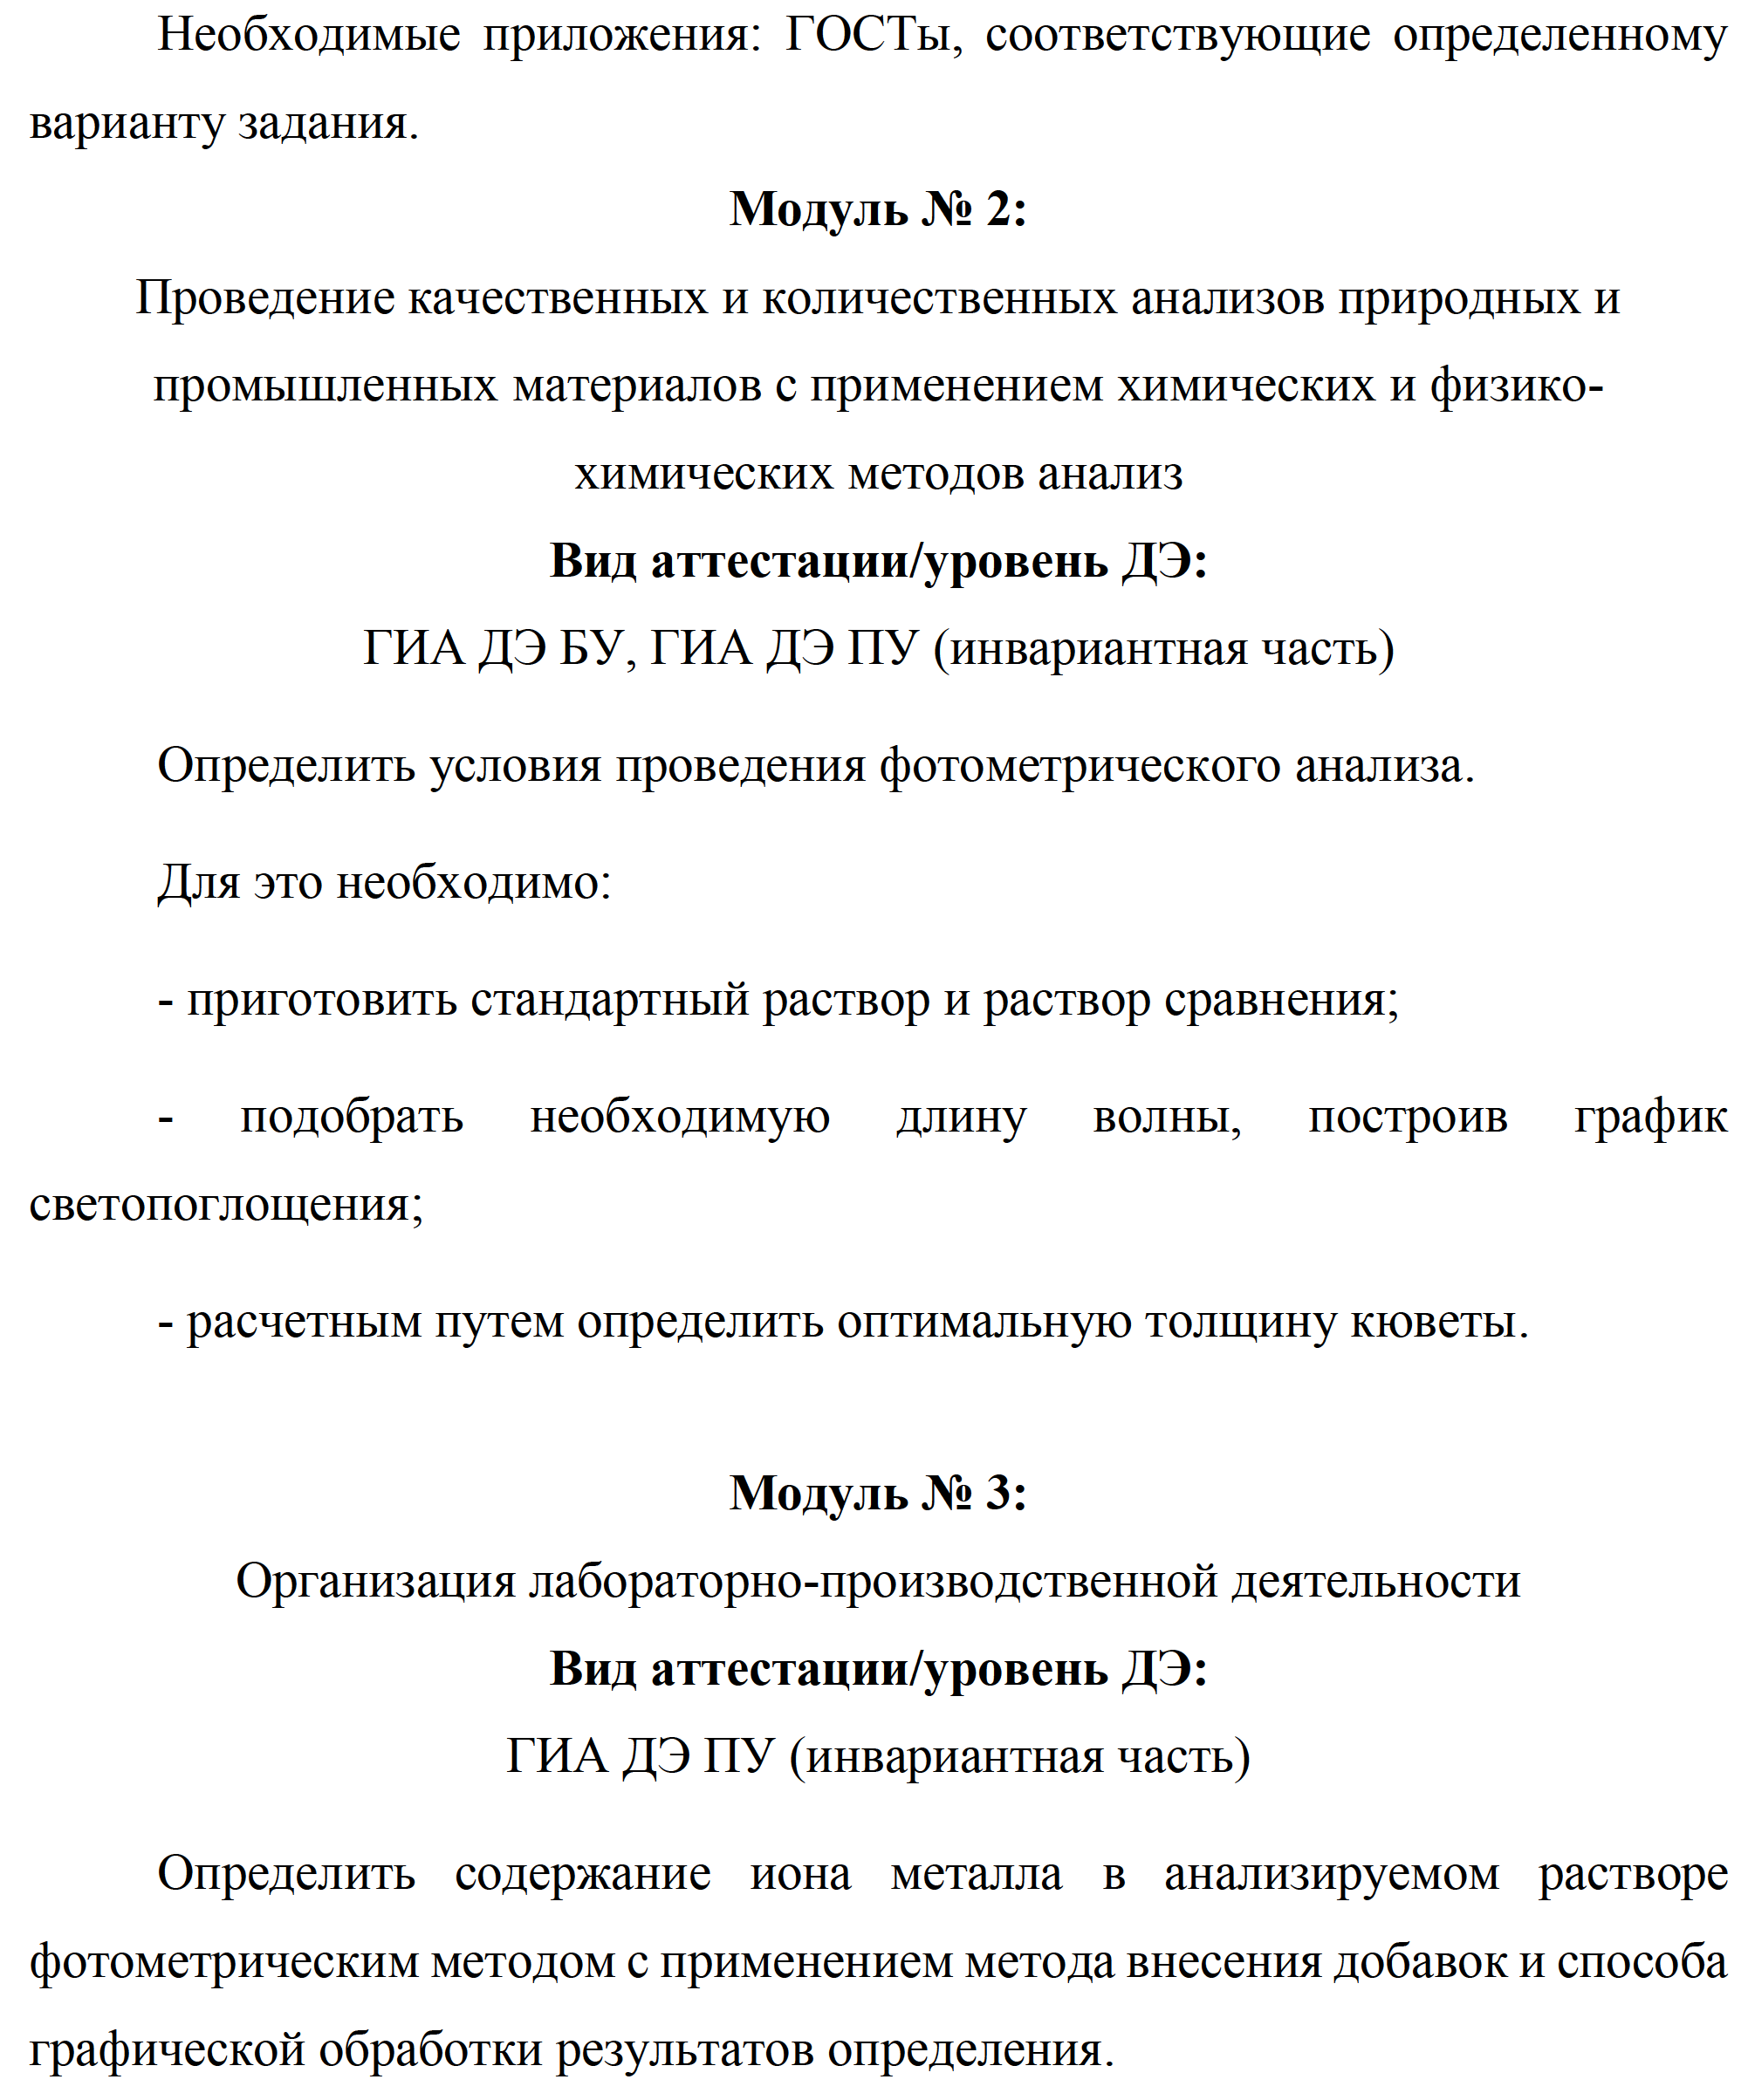 Необходимые приложения: ГОСТы, соответствующие определенному
варианту задания.
Модуль № 2:
Проведение качественных и количественных анализов природных и
промышленных материалов с применением химических и физико-
химических методов анализ
Вид аттестации/уровень ДЭ:
ГИА ДЭ БУ, ГИА ДЭ ПУ (инвариантная часть)
Определить условия проведения фотометрического анализа.
Для это необходимо:
- приготовить стандартный раствор и раствор сравнения;
- подобрать необходимую длину волны, построив график
светопоглощения;
- расчетным путем определить оптимальную толщину кюветы.
Модуль № 3:
Организация лабораторно-производственной деятельности
Вид аттестации/уровень ДЭ:
ГИА ДЭ ПУ (инвариантная часть)
Определить содержание иона металла в анализируемом растворе
фотометрическим методом с применением метода внесения добавок и способа
графической обработки результатов определения.